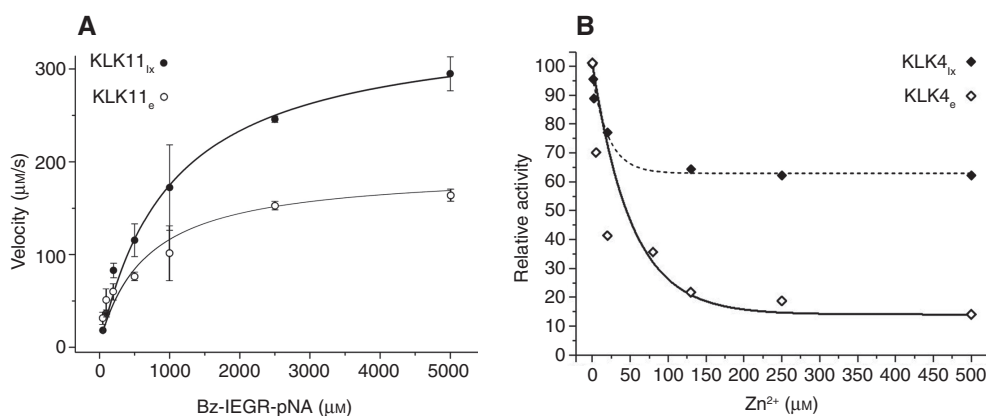 A
KLK11lx
KLK11e
300
200
100
0
Velocity (μM/s)
0 1000 2000 3000 4000 5000
Bz-IEGR-pNA (μM)
B
KLK4lx
KLK4e
100
90
80
70
60
50
40
30
20
10
0
Relative activity
0 50 100 150 200 250 300 350 400 450 500
Zn2+ (μM)